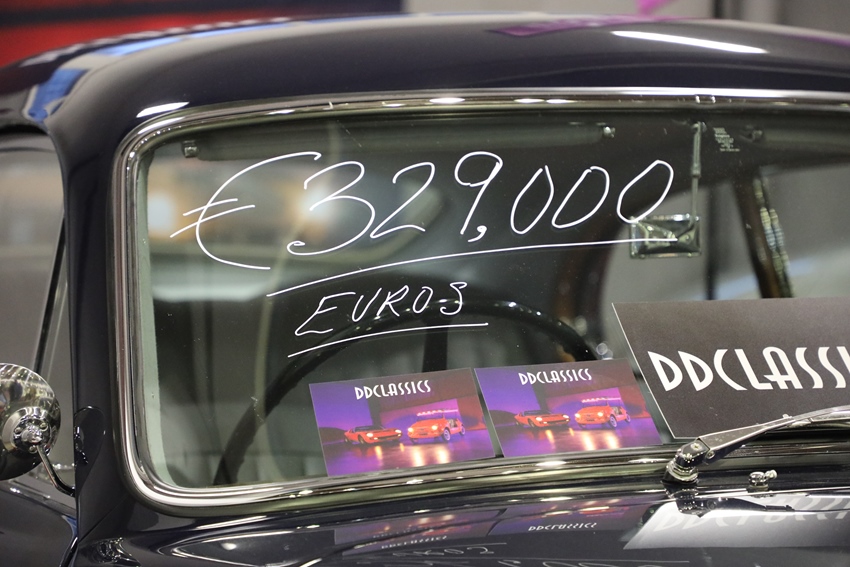 €329,000
EUROS
DDCLASSICS
DDCLASSICS
DDCLASSI